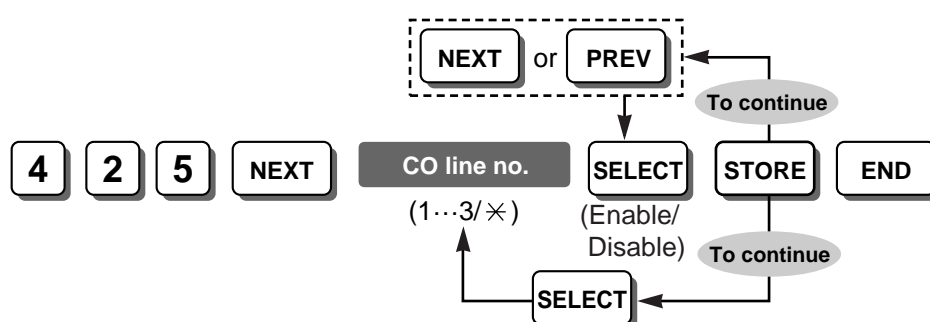 NEXT or PREV
To continue
4 2 5 NEXT CO line no. SELECT STORE END
(1···3/✳) (Enable/
Disable)
To continue
SELECT